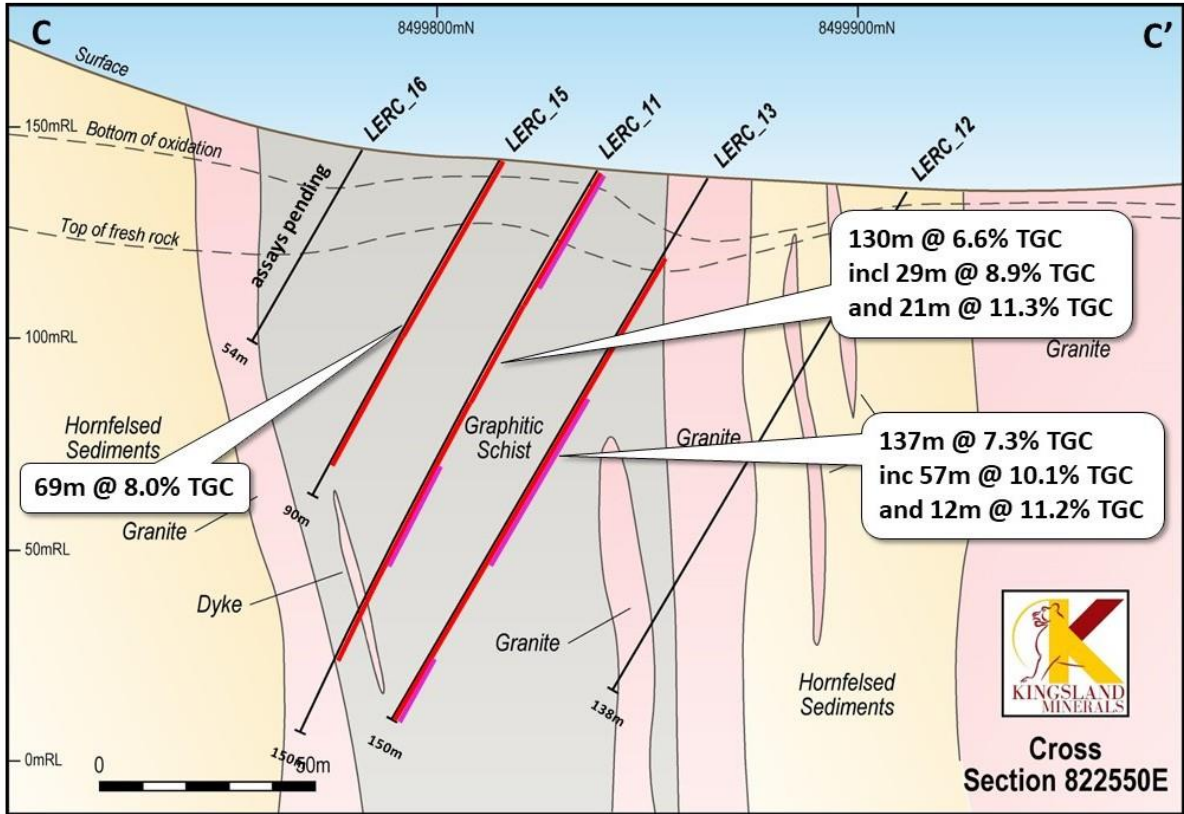 C
8499800mN
8499900mN
C'
Surface
LERC_16
LERC_15
LERC_11
LERC_13
LERC_12
150mRL
Bottom of oxidation
Top of fresh rock
assays pending
130m @ 6.6% TGC
incl 29m @ 8.9% TGC
and 21m @ 11.3% TGC
100mRL
54m
Granite
Hornfelsed
Sediments
Graphitic
Schist
Granite
137m @ 7.3% TGC
inc 57m @ 10.1% TGC
and 12m @ 11.2% TGC
69m @ 8.0% TGC
90m
Granite
50mRL
Dyke
Granite
Hornfelsed
Sediments
138m
150m
150m
0mRL
0
50m
K
KINGSLAND
MINERALS
Cross
Section 822550E